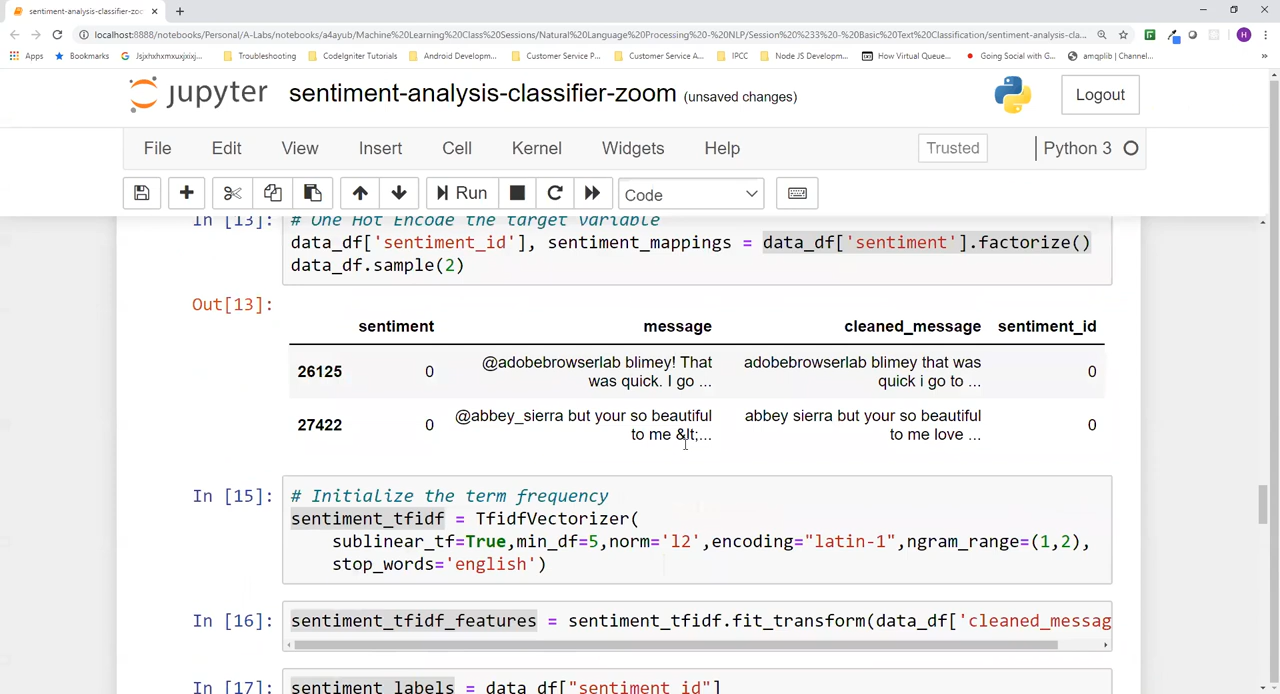 sentiment-analysis-classifier-zoo
localhost:8888/notebooks/Personal/A-Labs/notebooks/a4ayub/Machine%20Learning%20Class%20Sessions/Natural%20Language%20Processing%20-%20NLP/Session%20%233%20-%20Basic%20Text%20Classification/sentiment-analysis-c...
H
Apps Bookmarks Jsjxhxmxuxjxixj... Troubleshooting CodeIgniter Tutorials Android Developm... Customer Service P... Customer Service A... IPCC Node JS Developm... How Virtual Queue... Going Social with G... amqplib | Channel... »
jupyter sentiment-analysis-classifier-zoom (unsaved changes) Logout
File Edit View Insert Cell Kernel Widgets Help Trusted Python 3
Run Code
In [13]: # One Hot Encode the target variable
data_df['sentiment_id'], sentiment_mappings = data_df['sentiment'].factorize()
data_df.sample(2)
Out[13]:
sentiment message cleaned_message sentiment_id
26125 0 @adobebrowserlab blimey! That adobebrowserlab blimey that was 0
was quick. I go ... quick i go to ...
27422 0 @abbey_sierra but your so beautiful abbey sierra but your so beautiful 0
to me &lt;... to me love ...
In [15]: # Initialize the term frequency
sentiment_tfidf = TfidfVectorizer(
sublinear_tf=True,min_df=5,norm='l2',encoding="latin-1",ngram_range=(1,2),
stop_words='english')
In [16]: sentiment_tfidf_features = sentiment_tfidf.fit_transform(data_df['cleaned_messag
In [17]: sentiment_labels = data_df["sentiment_id"]